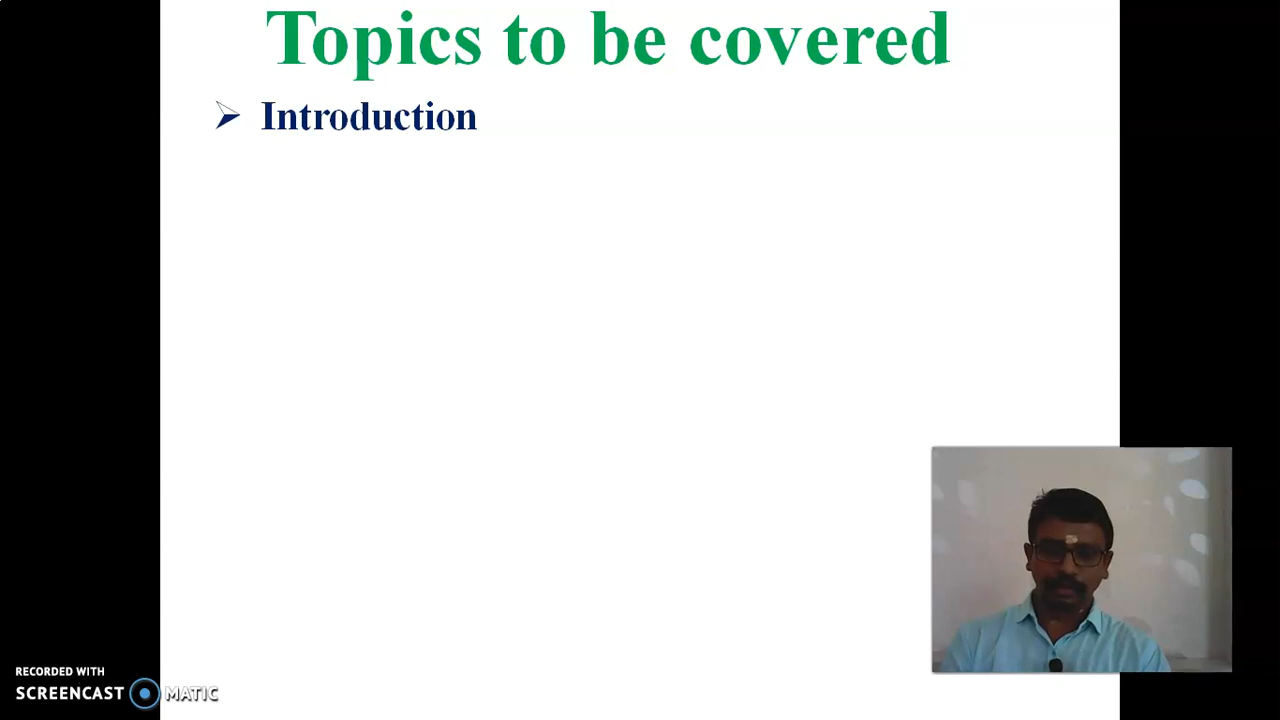 Topics to be covered
Introduction
RECORDED WITH
SCREENCAST MATIC